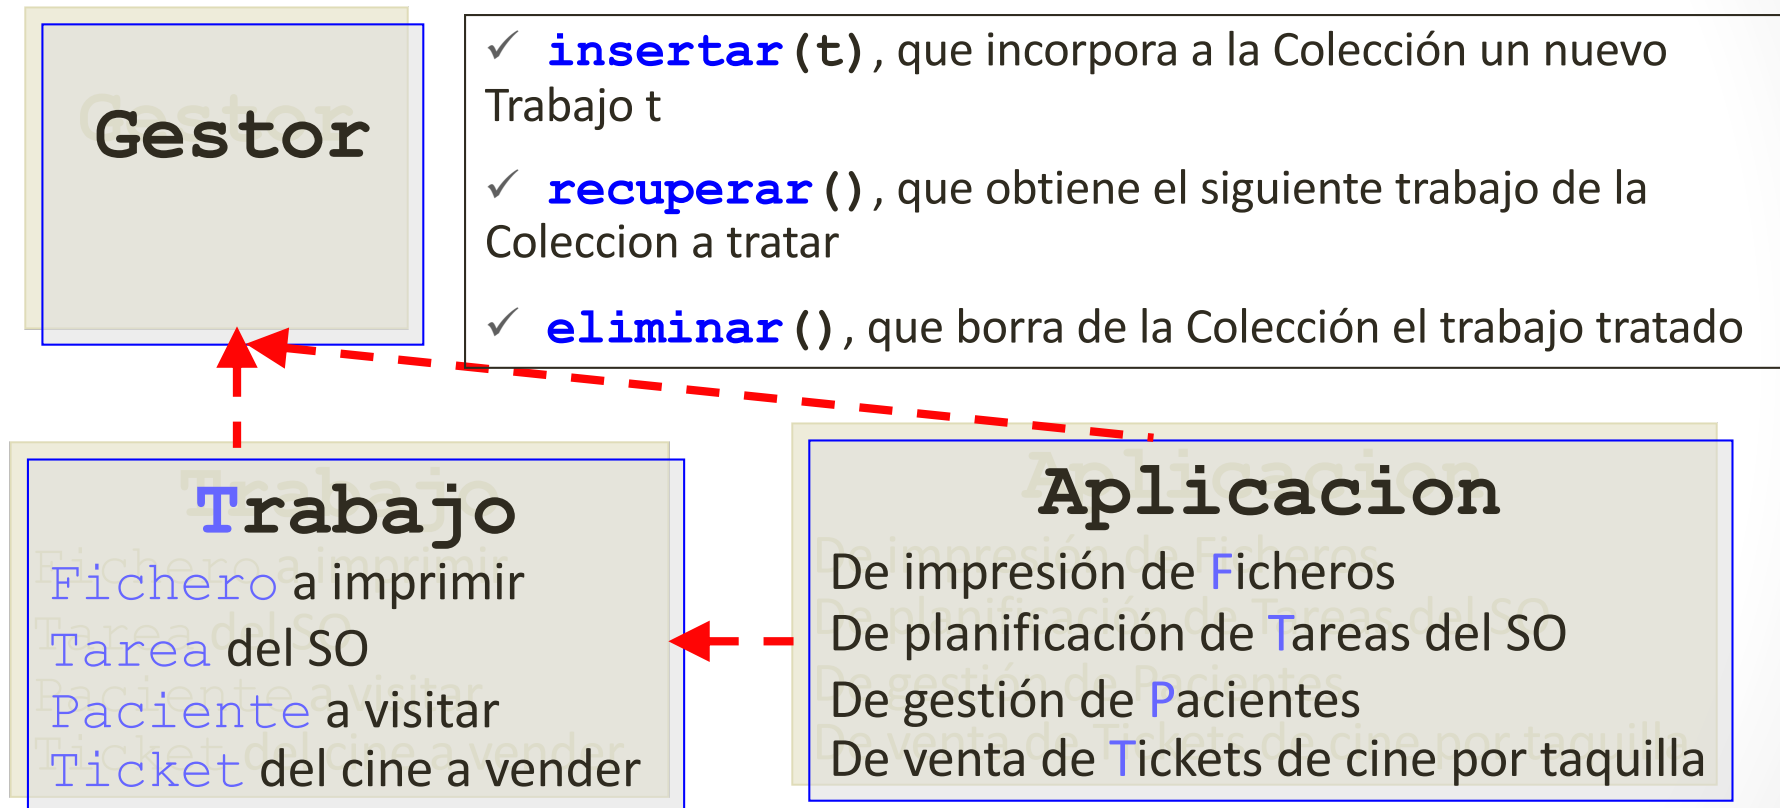 Gestor
✓ insertar(t), que incorpora a la Colección un nuevo
Trabajo t
✓ recuperar(), que obtiene el siguiente trabajo de la
Coleccion a tratar
✓ eliminar(), que borra de la Colección el trabajo tratado
Trabajo
Fichero a imprimir
Tarea del SO
Paciente a visitar
Ticket del cine a vender
Aplicacion
De impresión de Ficheros
De planificación de Tareas del SO
De gestión de Pacientes
De venta de Tickets de cine por taquilla